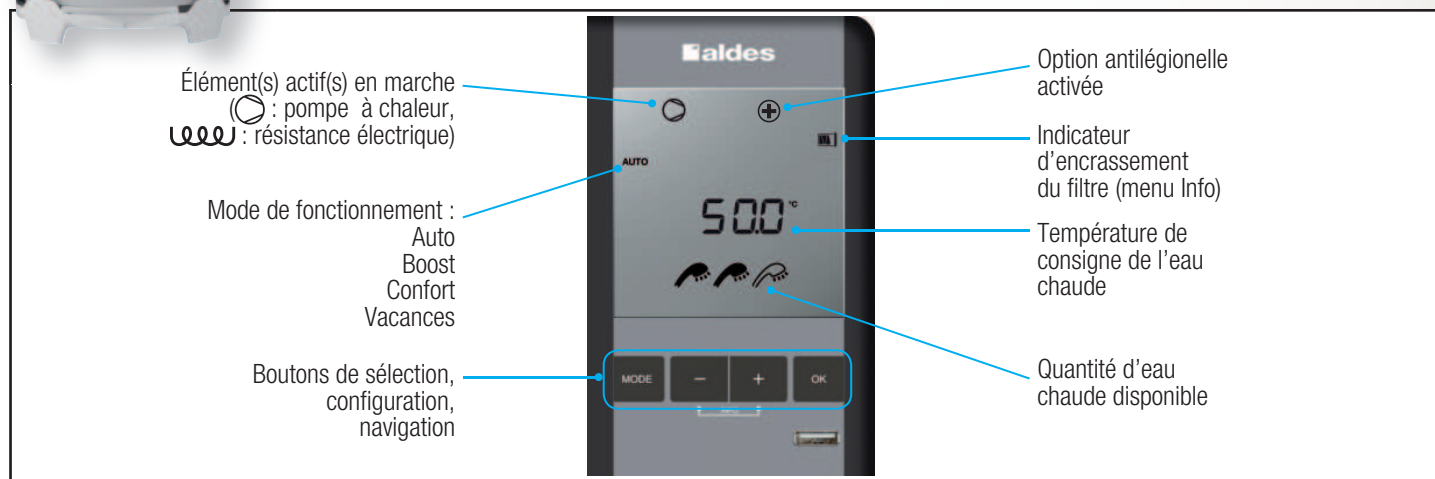 Élément(s) actif(s) en marche
( : pompe à chaleur,
: résistance électrique)
Mode de fonctionnement :
Auto
Boost
Confort
Vacances
Boutons de sélection,
configuration,
navigation
aldes
AUTO
50.0 °C
MODE - + OK
INFO
Option antilégionelle
activée
Indicateur
d'encrassement
du filtre (menu Info)
Température de
consigne de l'eau
chaude
Quantité d'eau
chaude disponible